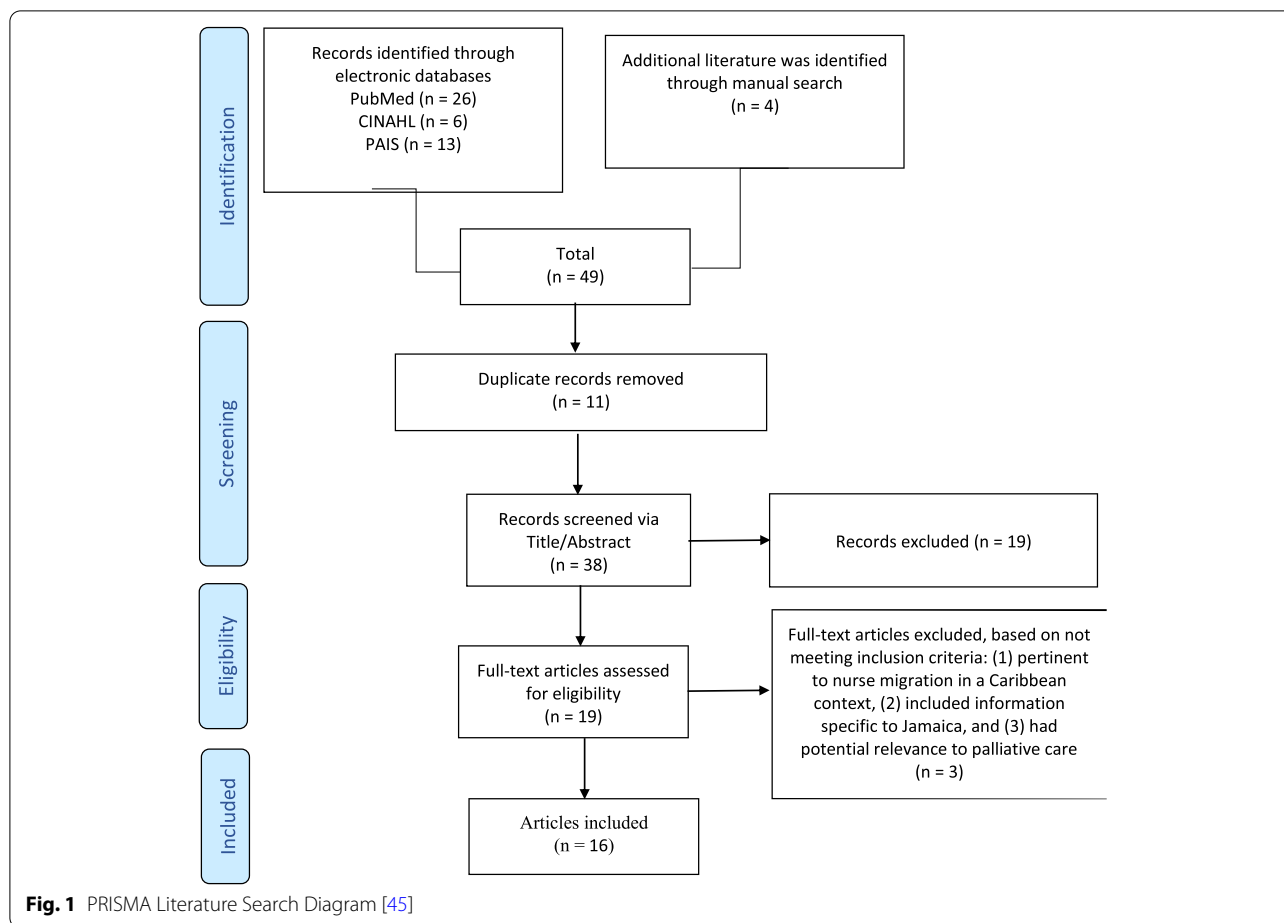 Identification
Records identified through
electronic databases
PubMed (n = 26)
CINAHL (n = 6)
PAIS (n = 13)
Additional literature was identified
through manual search
(n = 4)
Total
(n = 49)
Screening
Duplicate records removed
(n = 11)
Records screened via
Title/Abstract
(n = 38)
Records excluded (n = 19)
Eligibility
Full-text articles assessed
for eligibility
(n = 19)
Full-text articles excluded, based on not
meeting inclusion criteria: (1) pertinent
to nurse migration in a Caribbean
context, (2) included information
specific to Jamaica, and (3) had
potential relevance to palliative care
(n = 3)
Included
Articles included
(n = 16)
Fig. 1 PRISMA Literature Search Diagram [45]